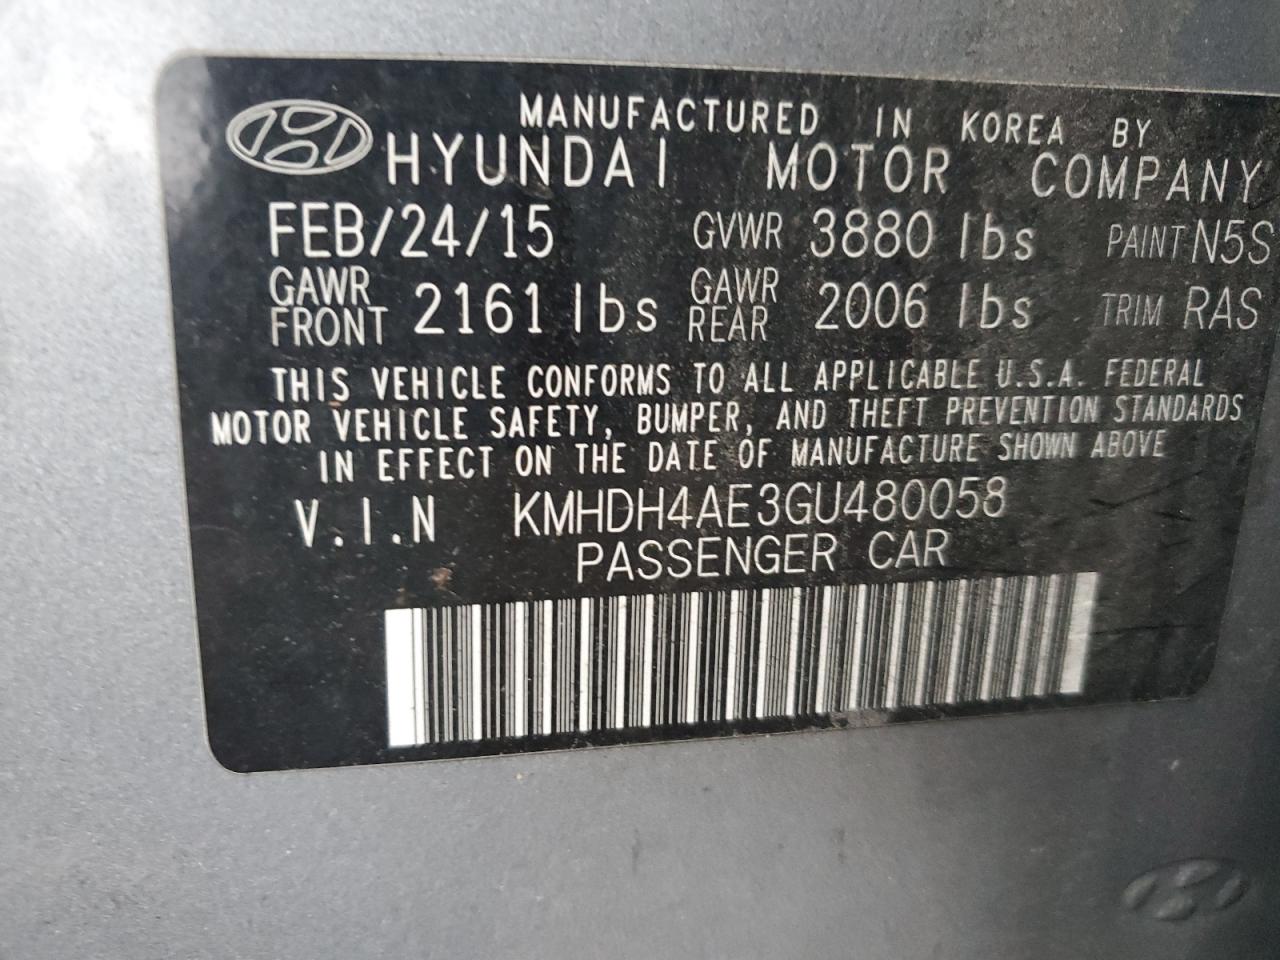 MANUFACTURED IN KOREA BY
HYUNDAI MOTOR COMPANY
FEB/24/15 GVWR 3880 lbs PAINT N5S
GAWR FRONT 2161 lbs GAWR REAR 2006 lbs TRIM RAS
THIS VEHICLE CONFORMS TO ALL APPLICABLE U.S.A. FEDERAL
MOTOR VEHICLE SAFETY, BUMPER, AND THEFT PREVENTION STANDARDS
IN EFFECT ON THE DATE OF MANUFACTURE SHOWN ABOVE
V.I.N KMHDH4AE3GU480058
PASSENGER CAR